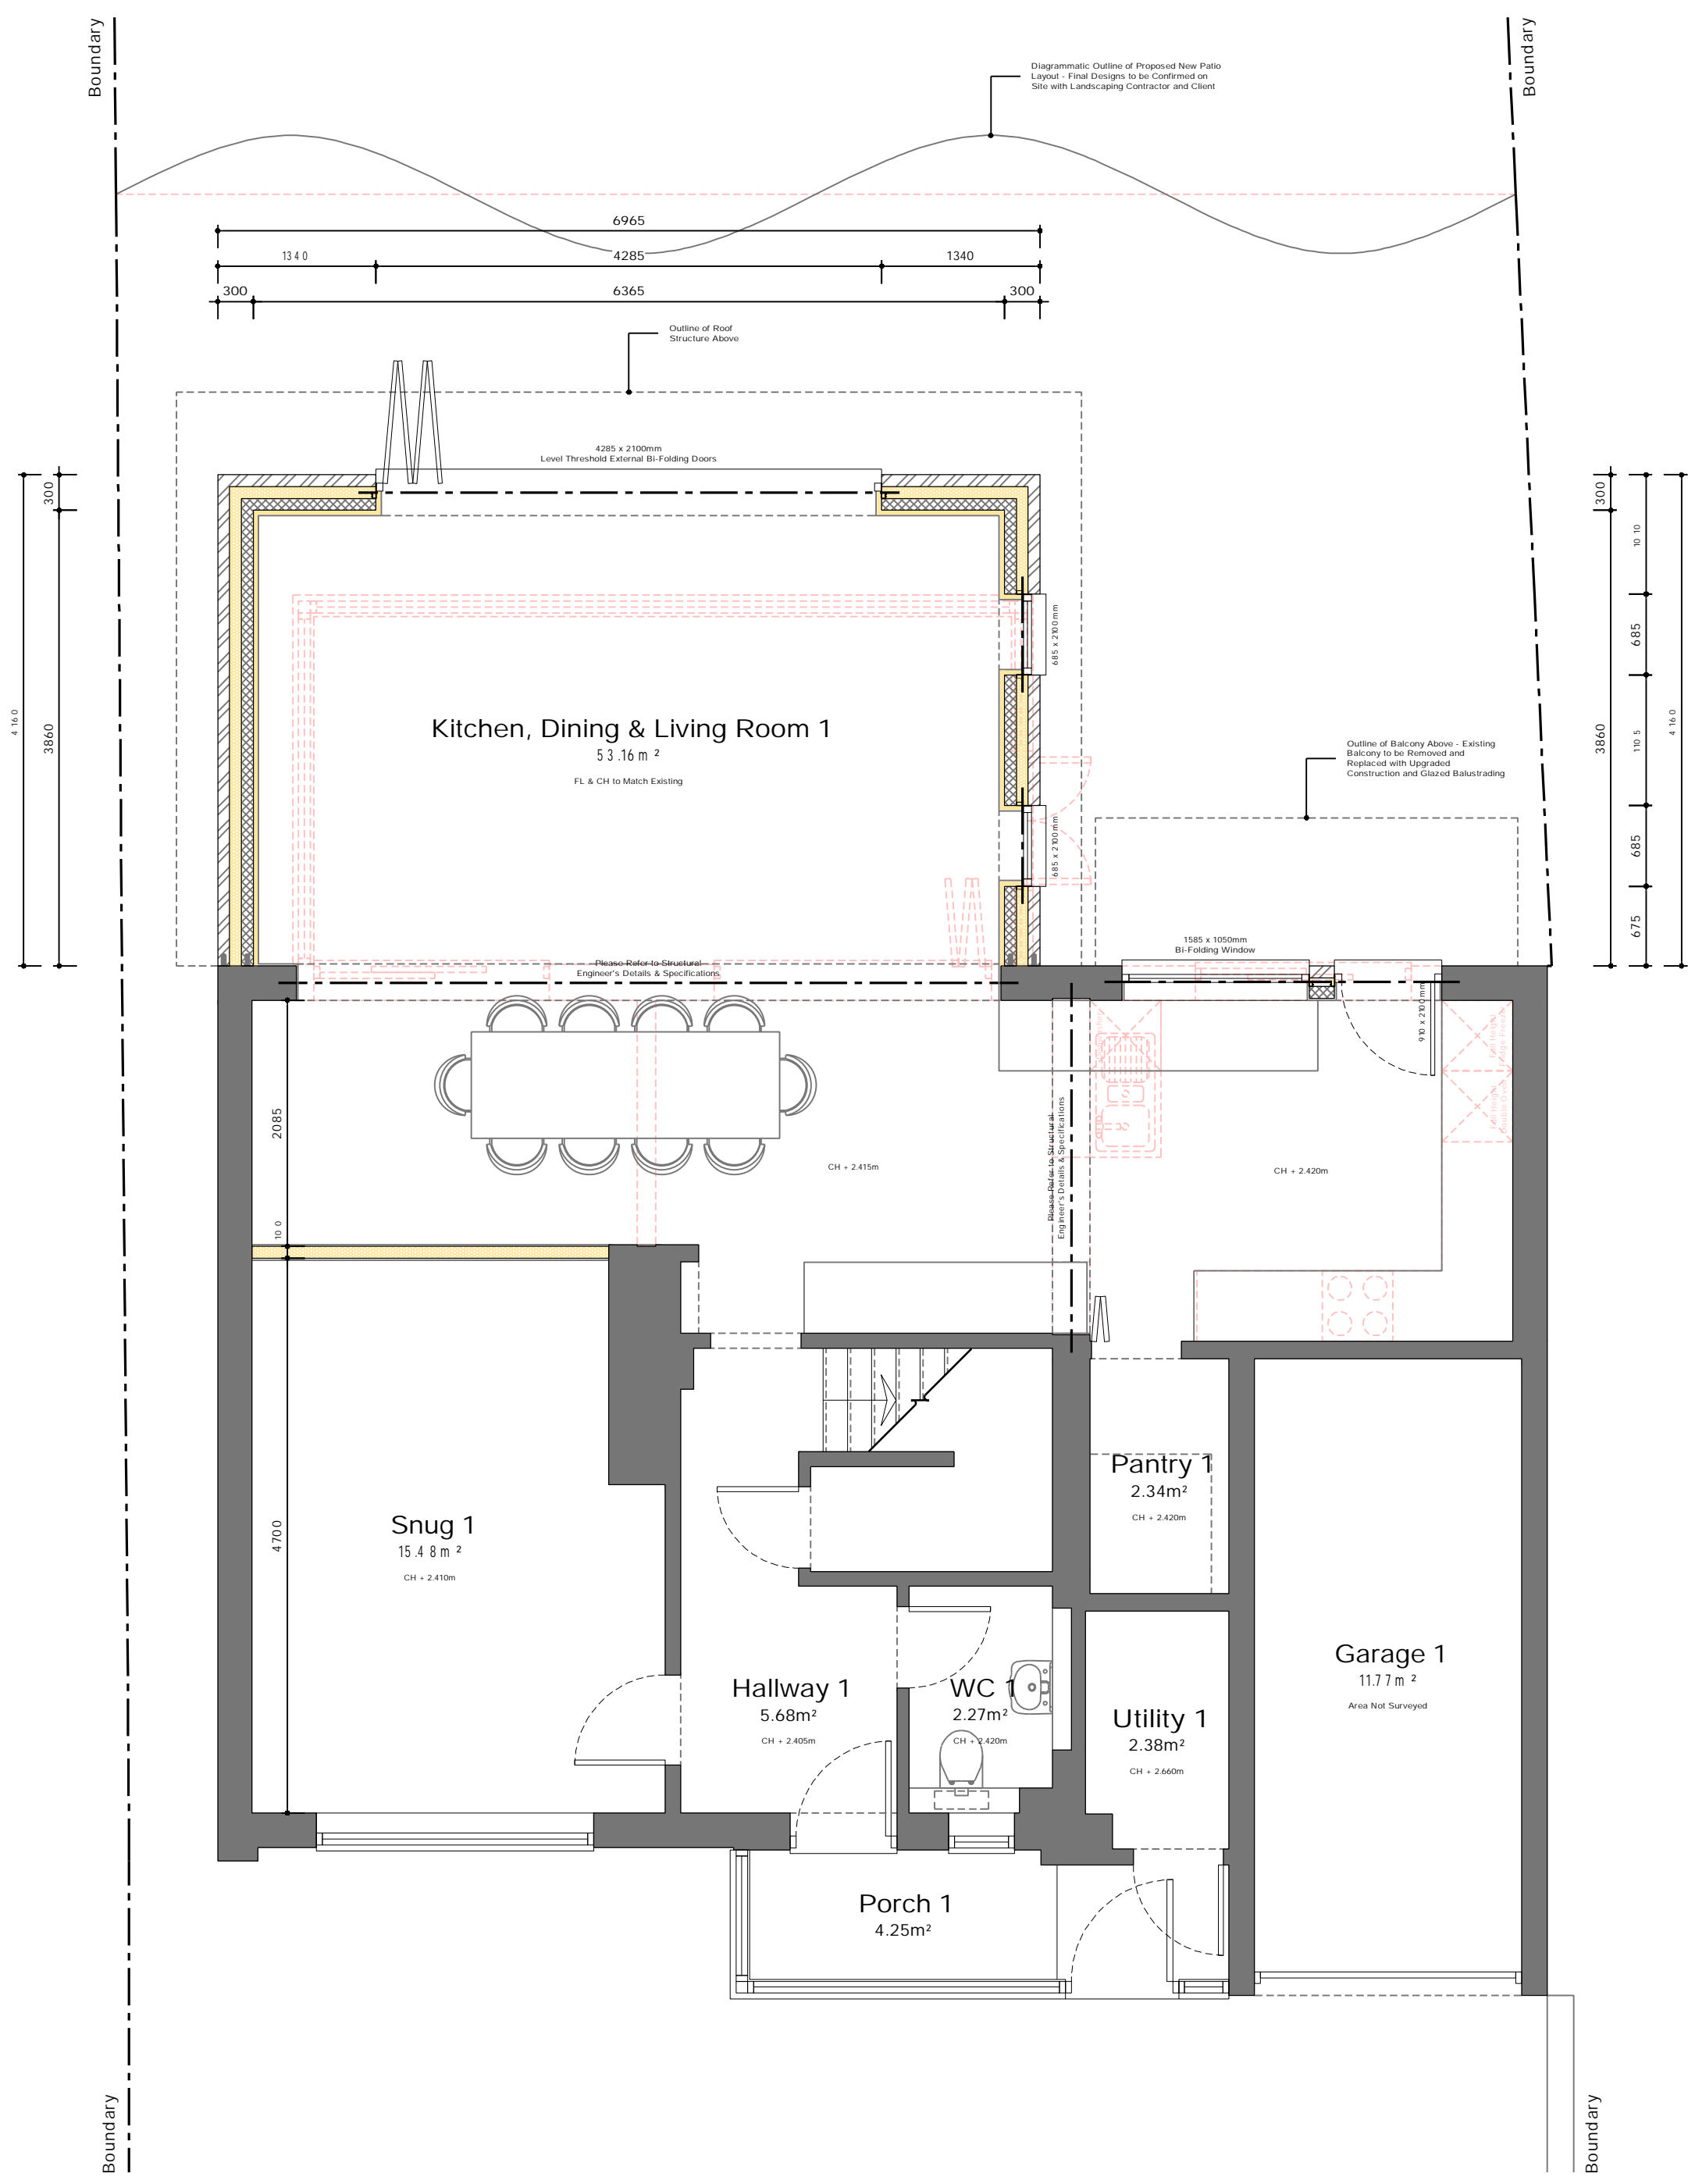 Boundary
Boundary
Diagrammatic Outline of Proposed New Patio
Layout - Final Designs to be Confirmed on
Site with Landscaping Contractor and Client
6965
1340
4285
1340
300
6365
300
Outline of Roof
Structure Above
4285 x 2100mm
Level Threshold External Bi-Folding Doors
300
3860
4160
300
3860
1010
685
1105
685
675
4160
685 x 2100mm
685 x 2100mm
Kitchen, Dining & Living Room 1
53.16m²
FL & CH to Match Existing
Outline of Balcony Above - Existing
Balcony to be Removed and
Replaced with Upgraded
Construction and Glazed Balustrading
1585 x 1050mm
Bi-Folding Window
Please Refer to Structural
Engineer's Details & Specifications
910 x 2100mm
Full Height
Fridge Freezer
Full Height
Double Oven
2085
100
4700
Please Refer to Structural
Engineer's Details & Specifications
CH + 2.415m
CH + 2.420m
Pantry 1
2.34m²
CH + 2.420m
Snug 1
15.48m²
CH + 2.410m
Hallway 1
5.68m²
CH + 2.405m
WC 1
2.27m²
CH + 2.420m
Utility 1
2.38m²
CH + 2.660m
Garage 1
11.77m²
Area Not Surveyed
Porch 1
4.25m²
Boundary
Boundary